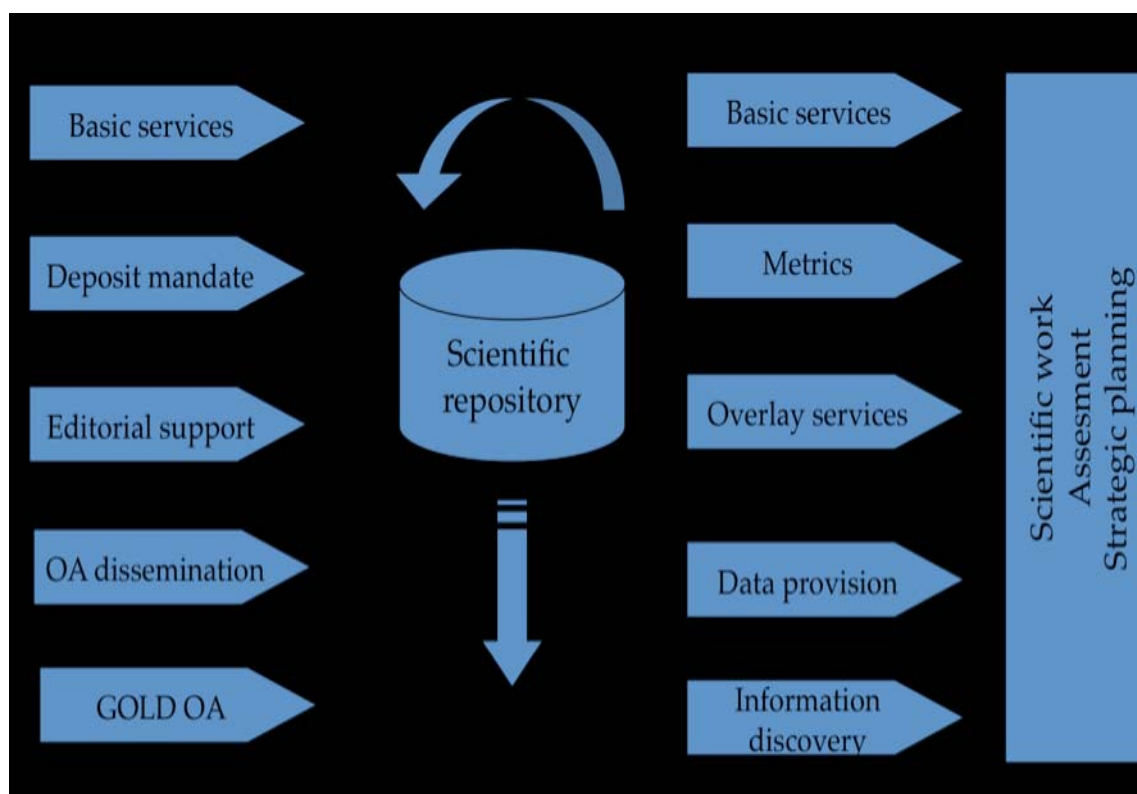 Basic services
Deposit mandate
Editorial support
OA dissemination
GOLD OA
Scientific
repository
Basic services
Metrics
Overlay services
Data provision
Information
discovery
Scientific work
Assesment
Strategic planning